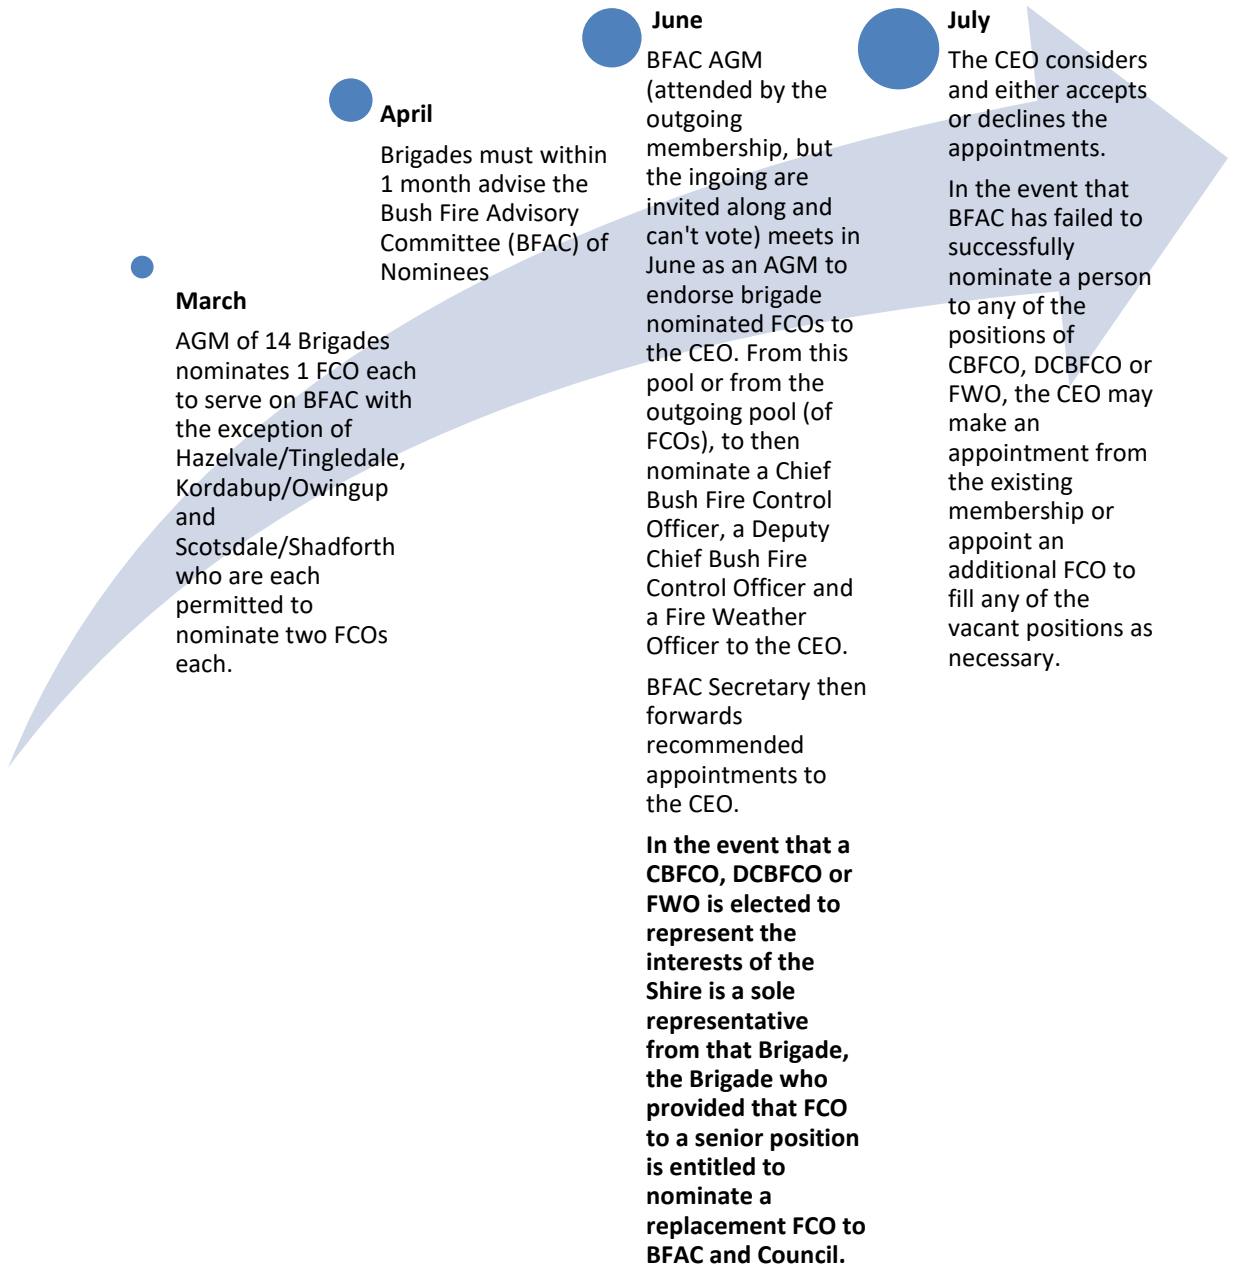 March
AGM of 14 Brigades
nominates 1 FCO each
to serve on BFAC with
the exception of
Hazelvale/Tingledale,
Kordabup/Owingup
and
Scotsdale/Shadforth
who are each
permitted to
nominate two FCOs
each.
April
Brigades must within
1 month advise the
Bush Fire Advisory
Committee (BFAC) of
Nominees
June
BFAC AGM
(attended by the
outgoing
membership, but
the ingoing are
invited along and
can't vote) meets in
June as an AGM to
endorse brigade
nominated FCOs to
the CEO. From this
pool or from the
outgoing pool (of
FCOs), to then
nominate a Chief
Bush Fire Control
Officer, a Deputy
Chief Bush Fire
Control Officer and
a Fire Weather
Officer to the CEO.
BFAC Secretary then
forwards
recommended
appointments to
the CEO.
In the event that a
CBFCO, DCBFCO or
FWO is elected to
represent the
interests of the
Shire is a sole
representative
from that Brigade,
the Brigade who
provided that FCO
to a senior position
is entitled to
nominate a
replacement FCO to
BFAC and Council.
July
The CEO considers
and either accepts
or declines the
appointments.
In the event that
BFAC has failed to
successfully
nominate a person
to any of the
positions of
CBFCO, DCBFCO or
FWO, the CEO may
make an
appointment from
the existing
membership or
appoint an
additional FCO to
fill any of the
vacant positions as
necessary.